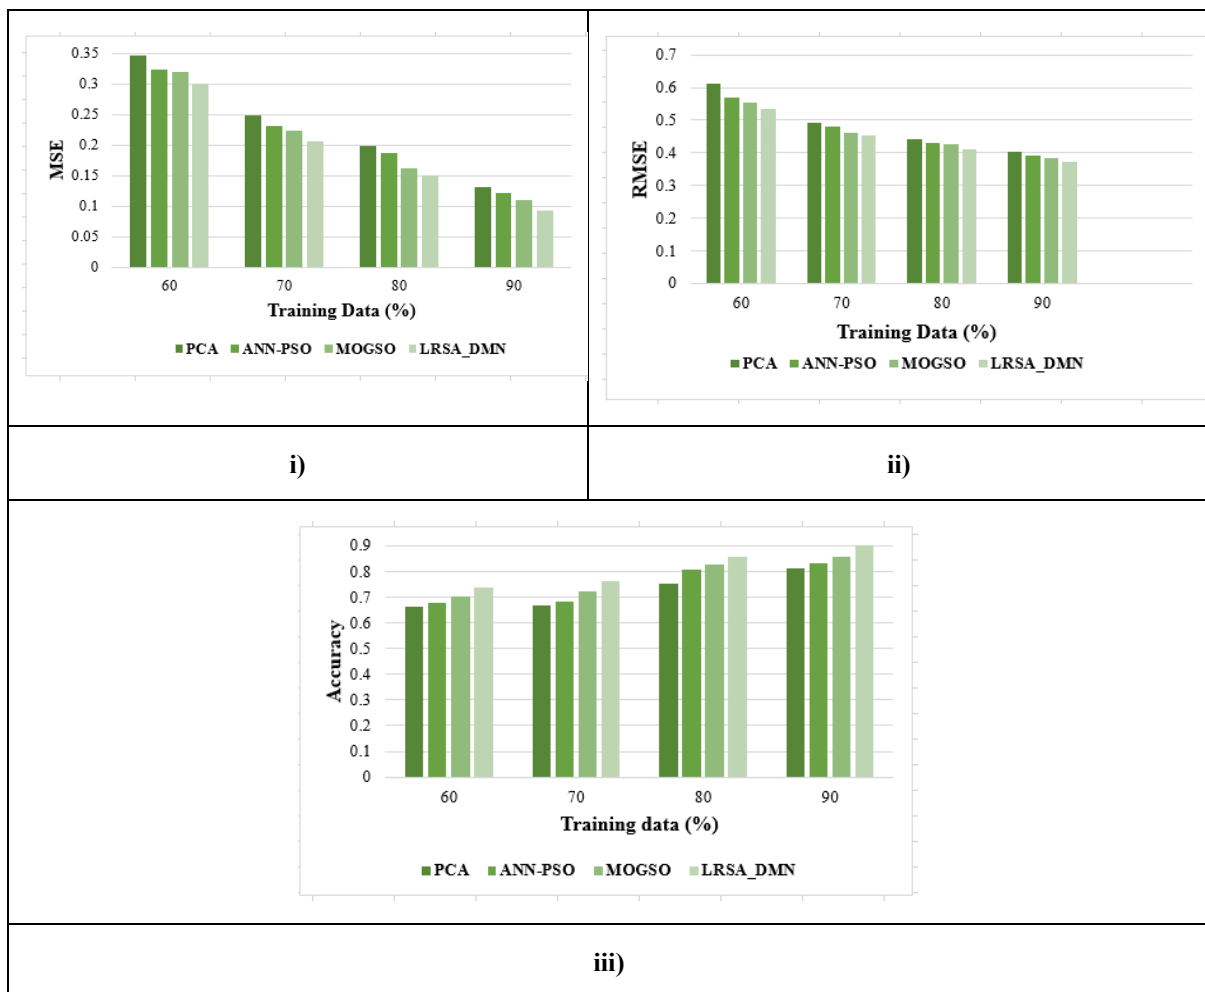 0.35
0.3
0.25
0.2
0.15
0.1
0.05
0
MSE
60 70 80 90
Training Data (%)
PCA ANN-PSO MOGSO LRSA_DMN
0.7
0.6
0.5
0.4
0.3
0.2
0.1
0
RMSE
60 70 80 90
Training Data (%)
PCA ANN-PSO MOGSO LRSA_DMN
i)
ii)
0.9
0.8
0.7
0.6
0.5
0.4
0.3
0.2
0.1
0
Accuracy
60 70 80 90
Training data (%)
PCA ANN-PSO MOGSO LRSA_DMN
iii)